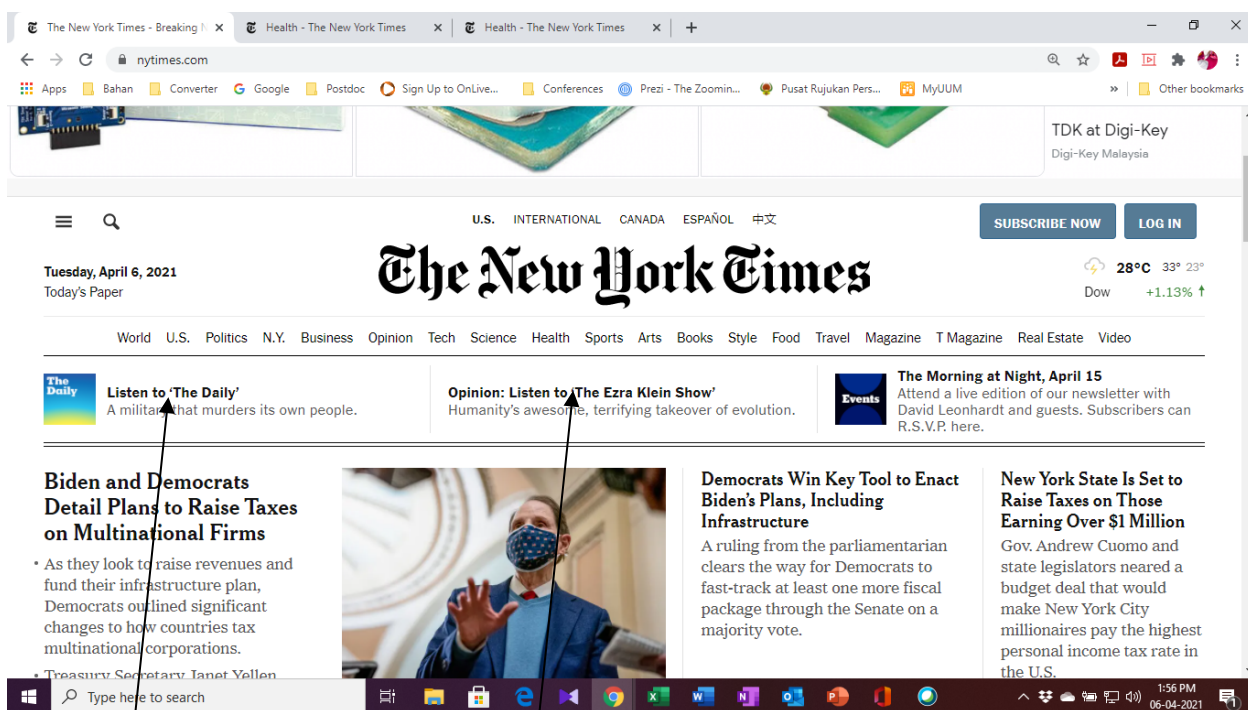 The New York Times - Breaking N
Health - The New York Times
Health - The New York Times
nytimes.com
Apps Bahan Converter Google Postdoc Sign Up to OnLive... Conferences Prezi - The Zoomin... Pusat Rujukan Pers... MyUUM » Other bookmarks
TDK at Digi-Key
Digi-Key Malaysia
U.S. INTERNATIONAL CANADA ESPAÑOL 中文
SUBSCRIBE NOW LOG IN
Tuesday, April 6, 2021
Today's Paper
The New York Times
28°C 33° 23°
Dow +1.13% ↑
World U.S. Politics N.Y. Business Opinion Tech Science Health Sports Arts Books Style Food Travel Magazine T Magazine Real Estate Video
The
Daily
Listen to ‘The Daily’
A military that murders its own people.
Opinion: Listen to ‘The Ezra Klein Show’
Humanity’s awesome, terrifying takeover of evolution.
Events
The Morning at Night, April 15
Attend a live edition of our newsletter with
David Leonhardt and guests. Subscribers can
R.S.V.P. here.
Biden and Democrats
Detail Plans to Raise Taxes
on Multinational Firms
• As they look to raise revenues and
fund their infrastructure plan,
Democrats outlined significant
changes to how countries tax
multinational corporations.
• Treasury Secretary Janet Yellen
Democrats Win Key Tool to Enact
Biden’s Plans, Including
Infrastructure
A ruling from the parliamentarian
clears the way for Democrats to
fast-track at least one more fiscal
package through the Senate on a
majority vote.
New York State Is Set to
Raise Taxes on Those
Earning Over $1 Million
Gov. Andrew Cuomo and
state legislators neared a
budget deal that would
make New York City
millionaires pay the highest
personal income tax rate in
the U.S.
Type here to search
1:56 PM
06-04-2021